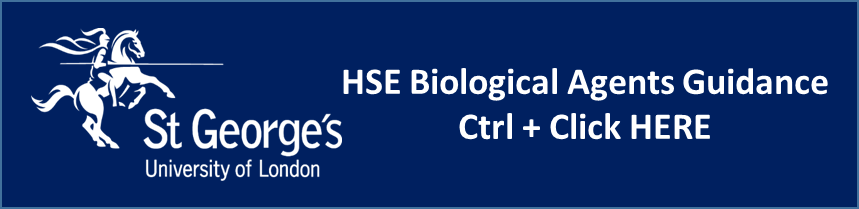 HSE Biological Agents Guidance
Ctrl + Click HERE
St George's
University of London